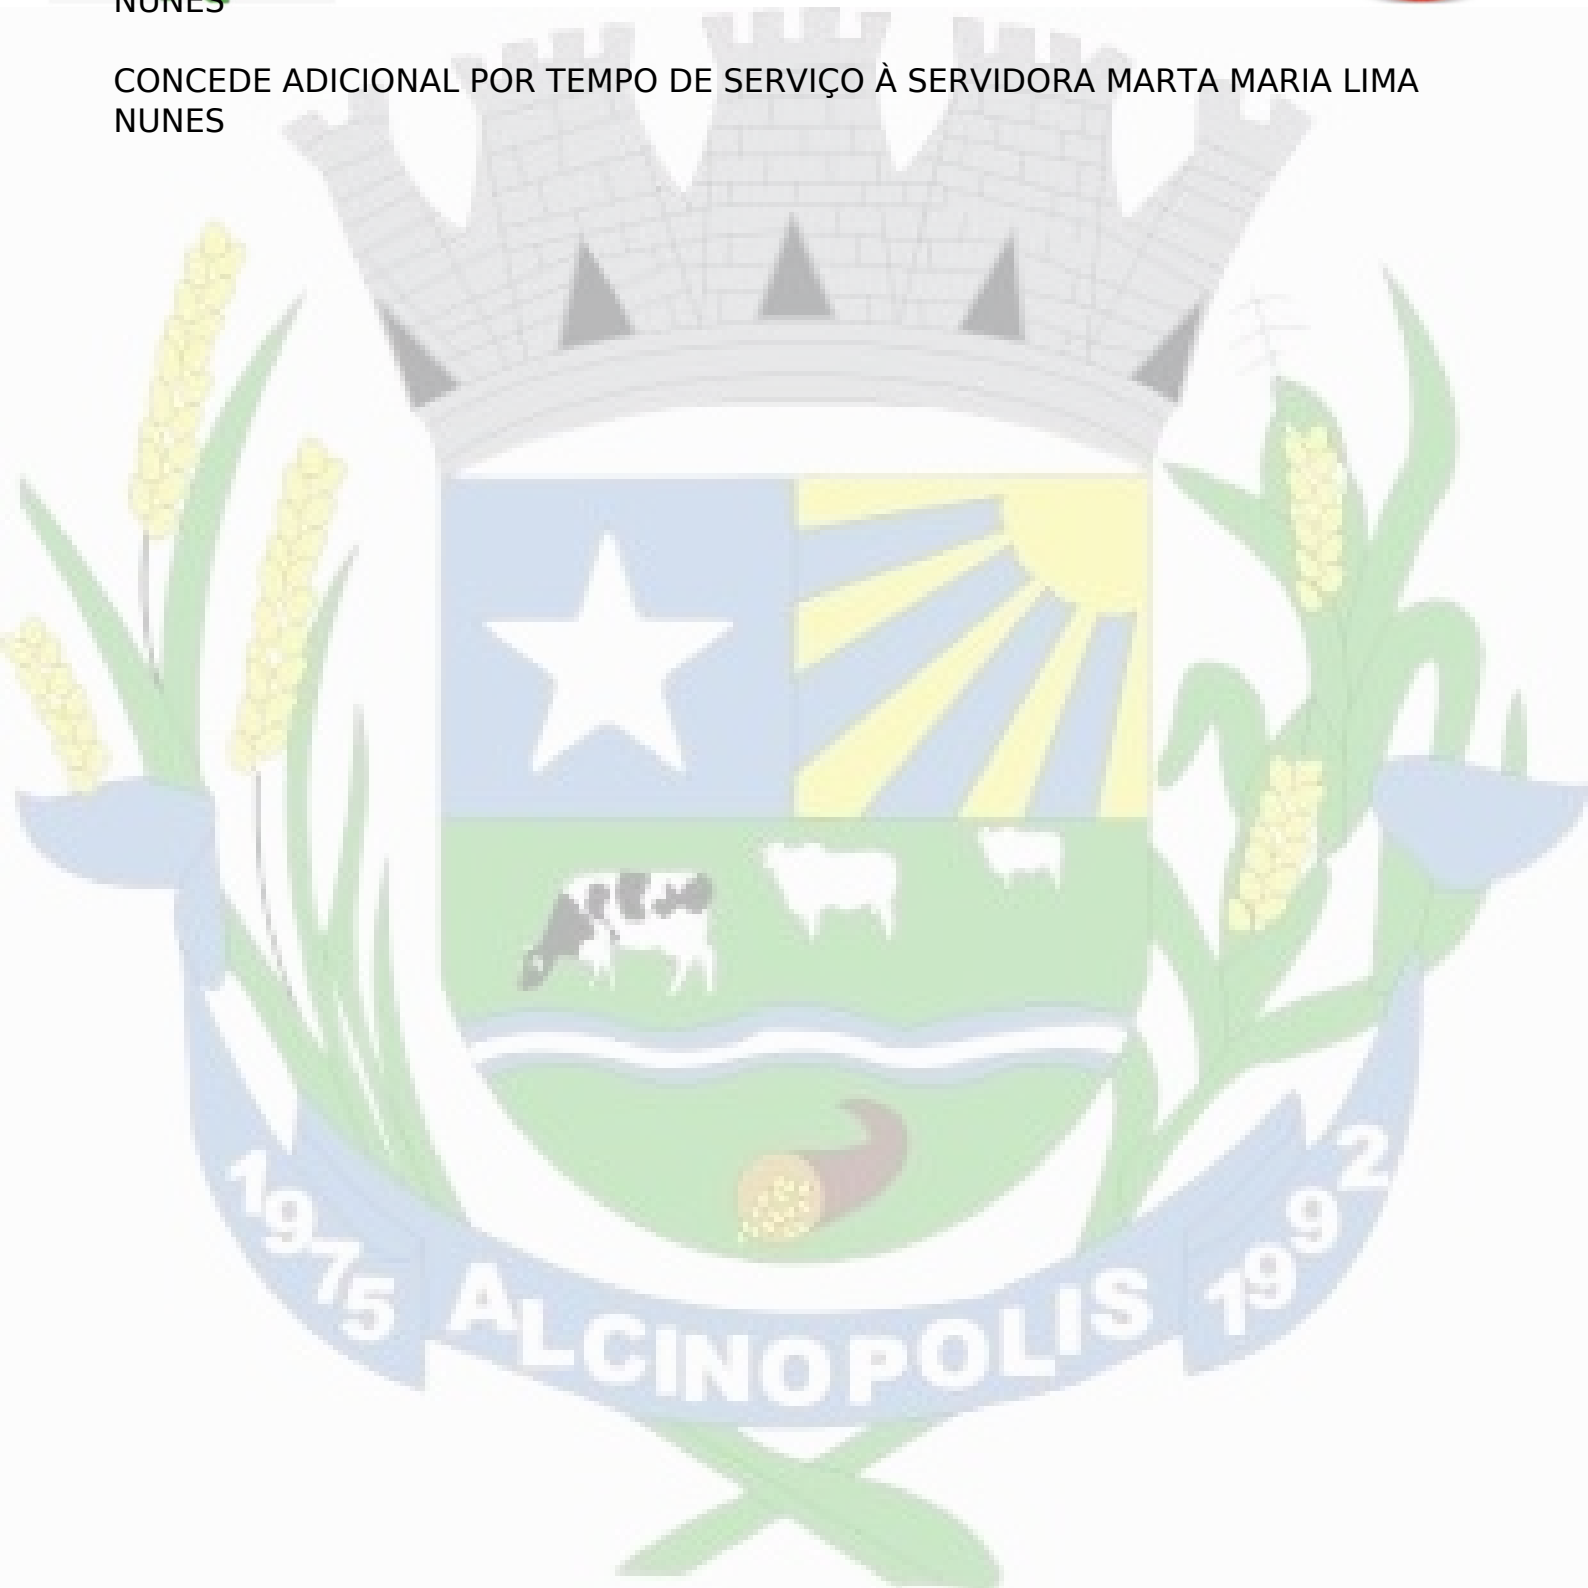 NUNES
CONCEDE ADICIONAL POR TEMPO DE SERVIÇO À SERVIDORA MARTA MARIA LIMA
NUNES
1975 ALCINOPOLIS 1992